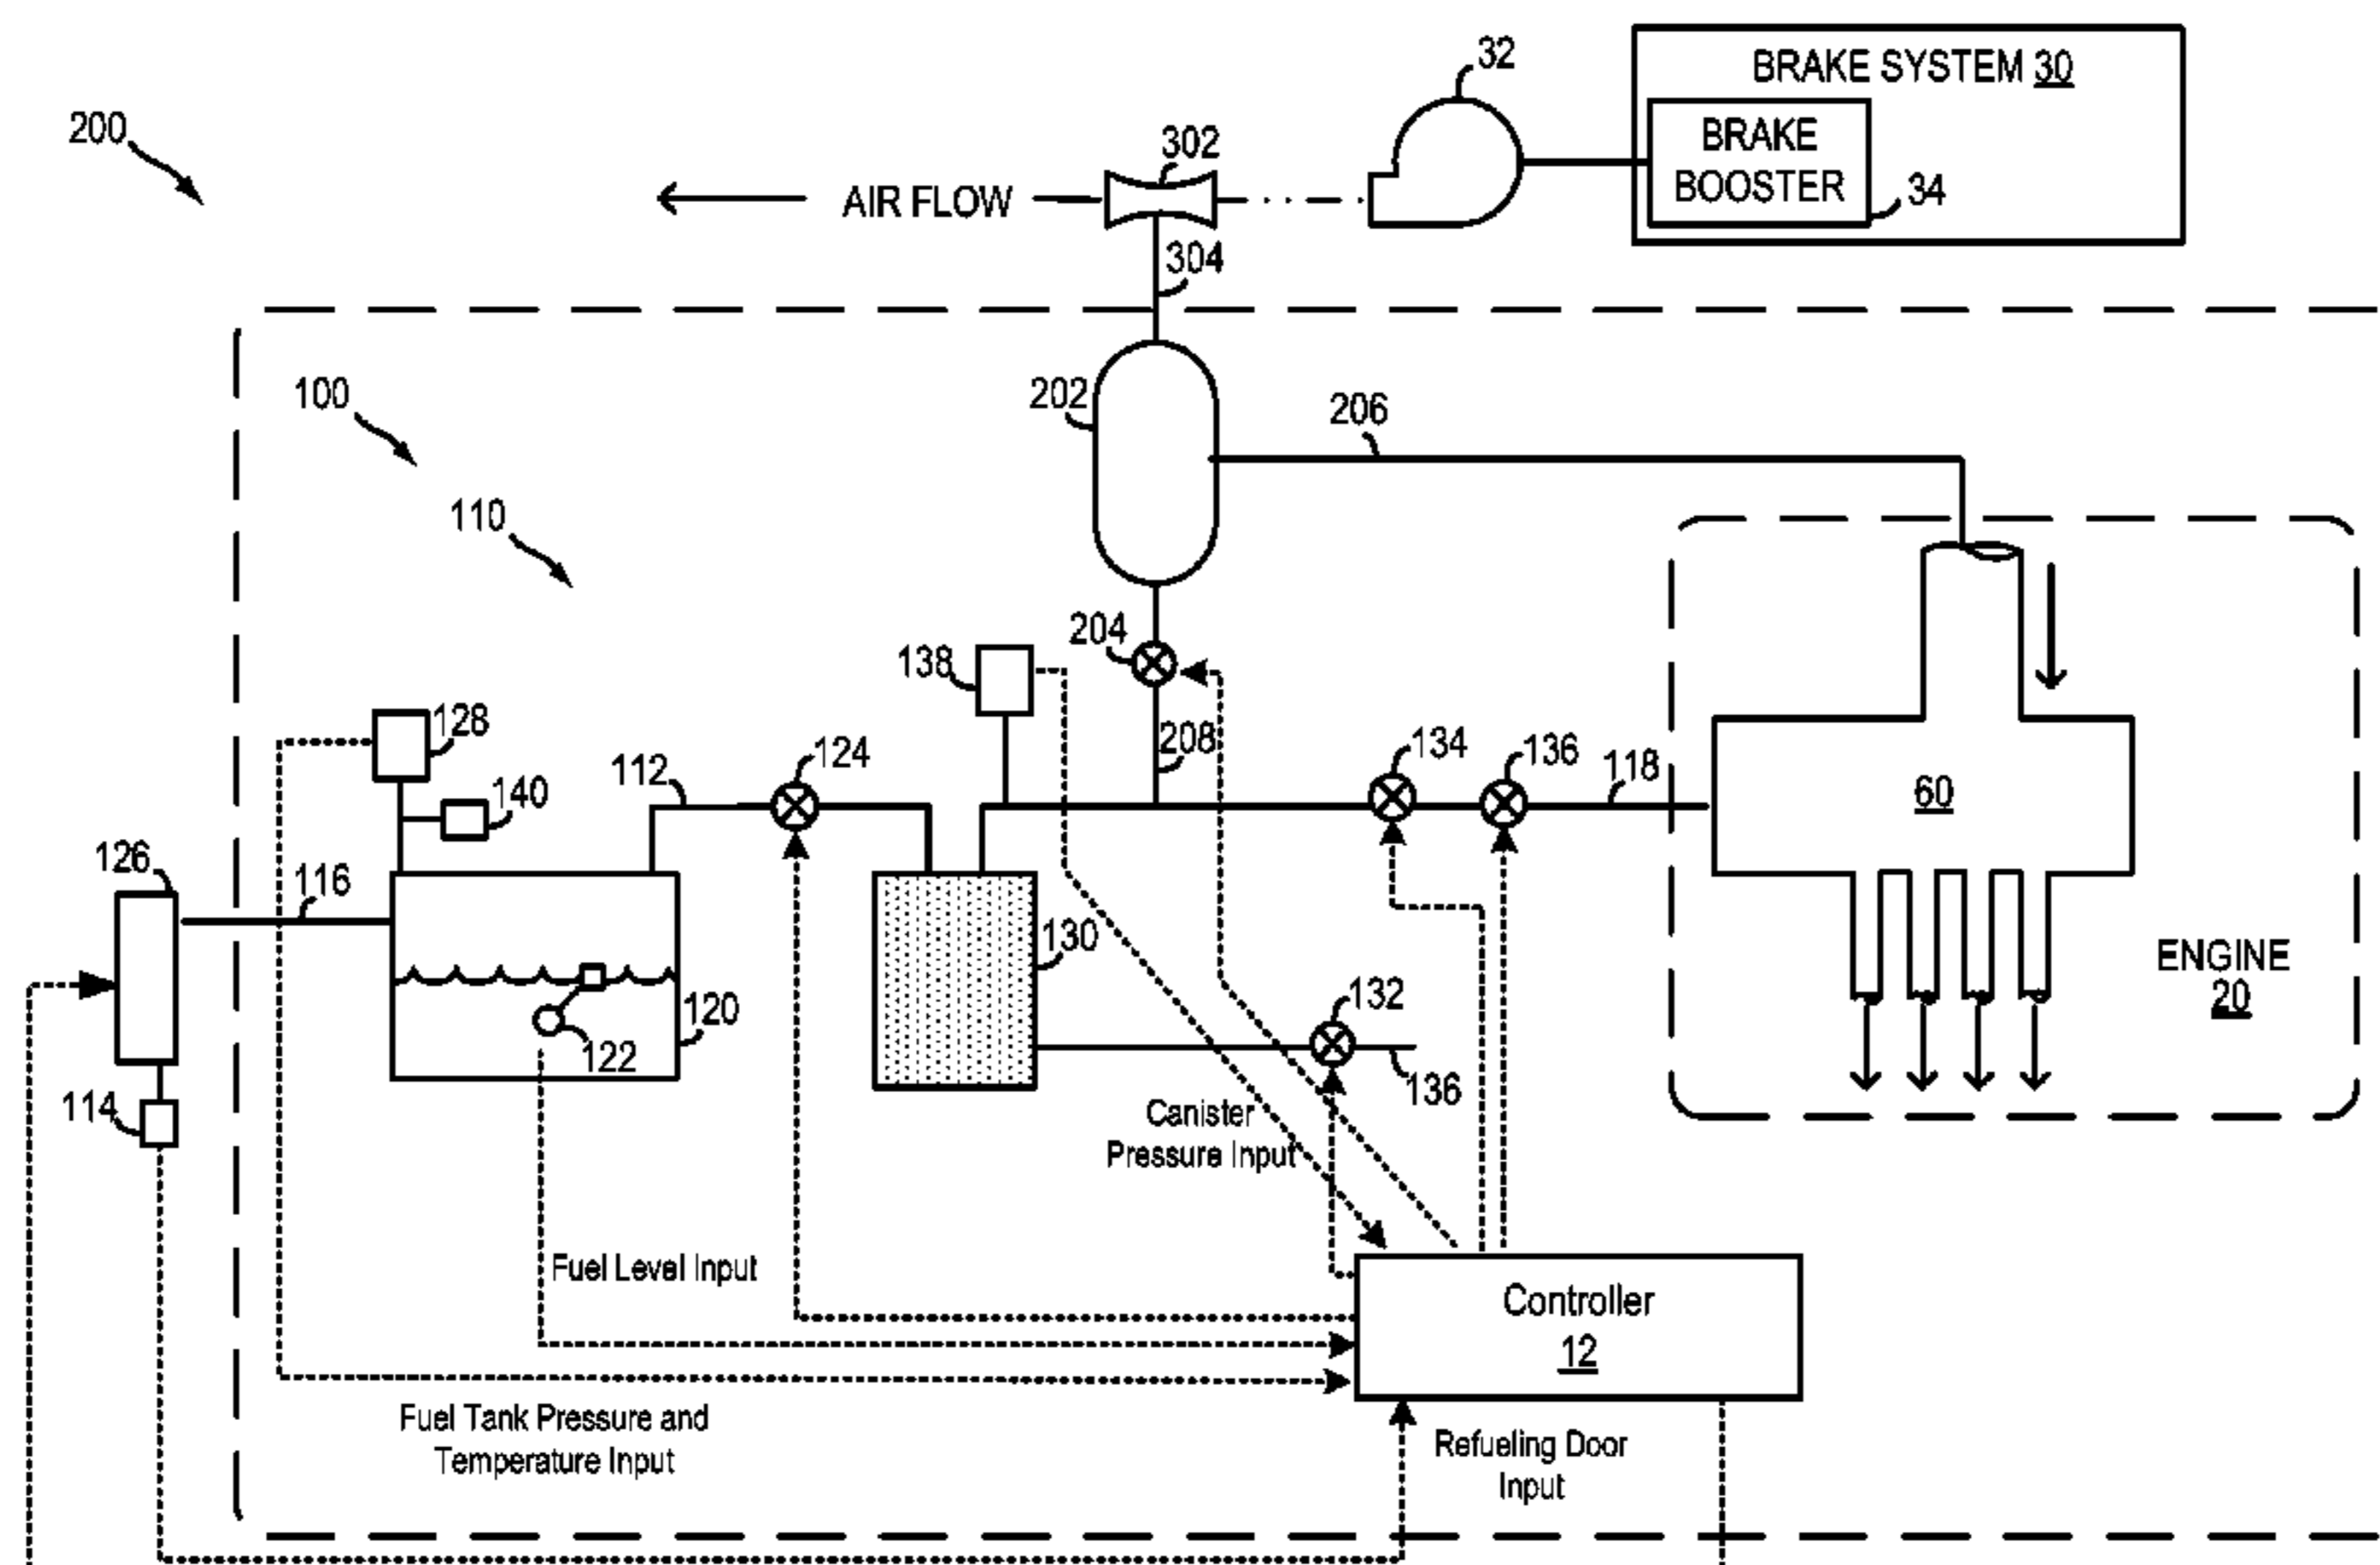 32
BRAKE SYSTEM 30
200
302
BRAKE
BOOSTER
34
AIR FLOW
304
100
202
206
110
204
138
128
208
134
136
124
112
118
140
60
126
116
130
ENGINE
20
132
120
122
136
114
Canister
Pressure Input
Fuel Level Input
Controller
12
Fuel Tank Pressure and
Temperature Input
Refueling Door
Input